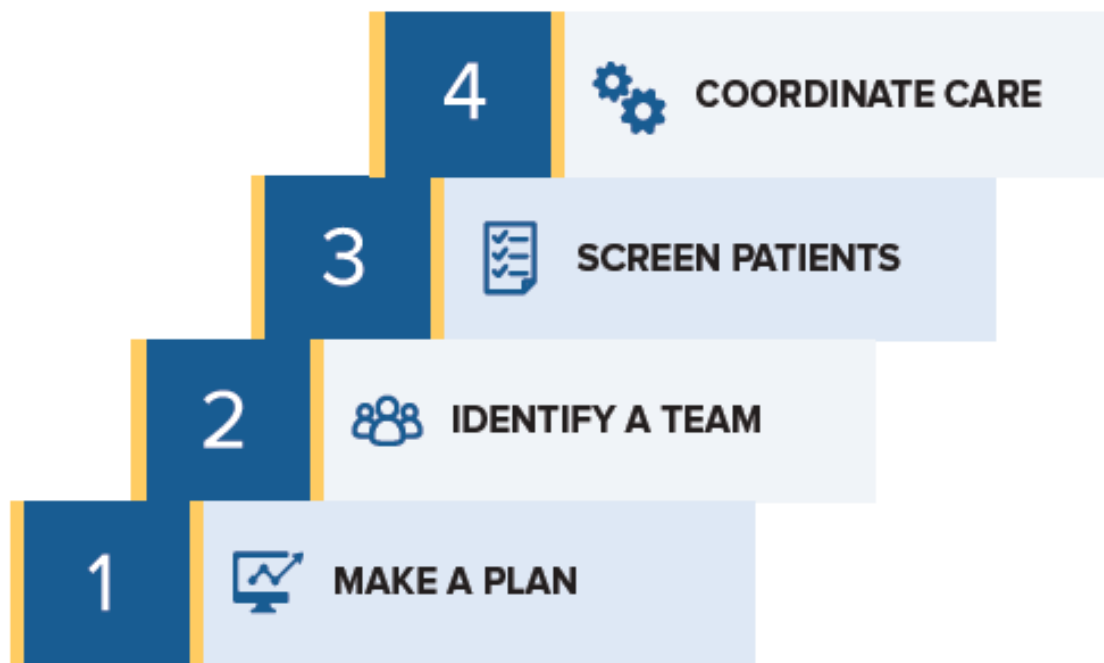 4 COORDINATE CARE
3 SCREEN PATIENTS
2 IDENTIFY A TEAM
1 MAKE A PLAN